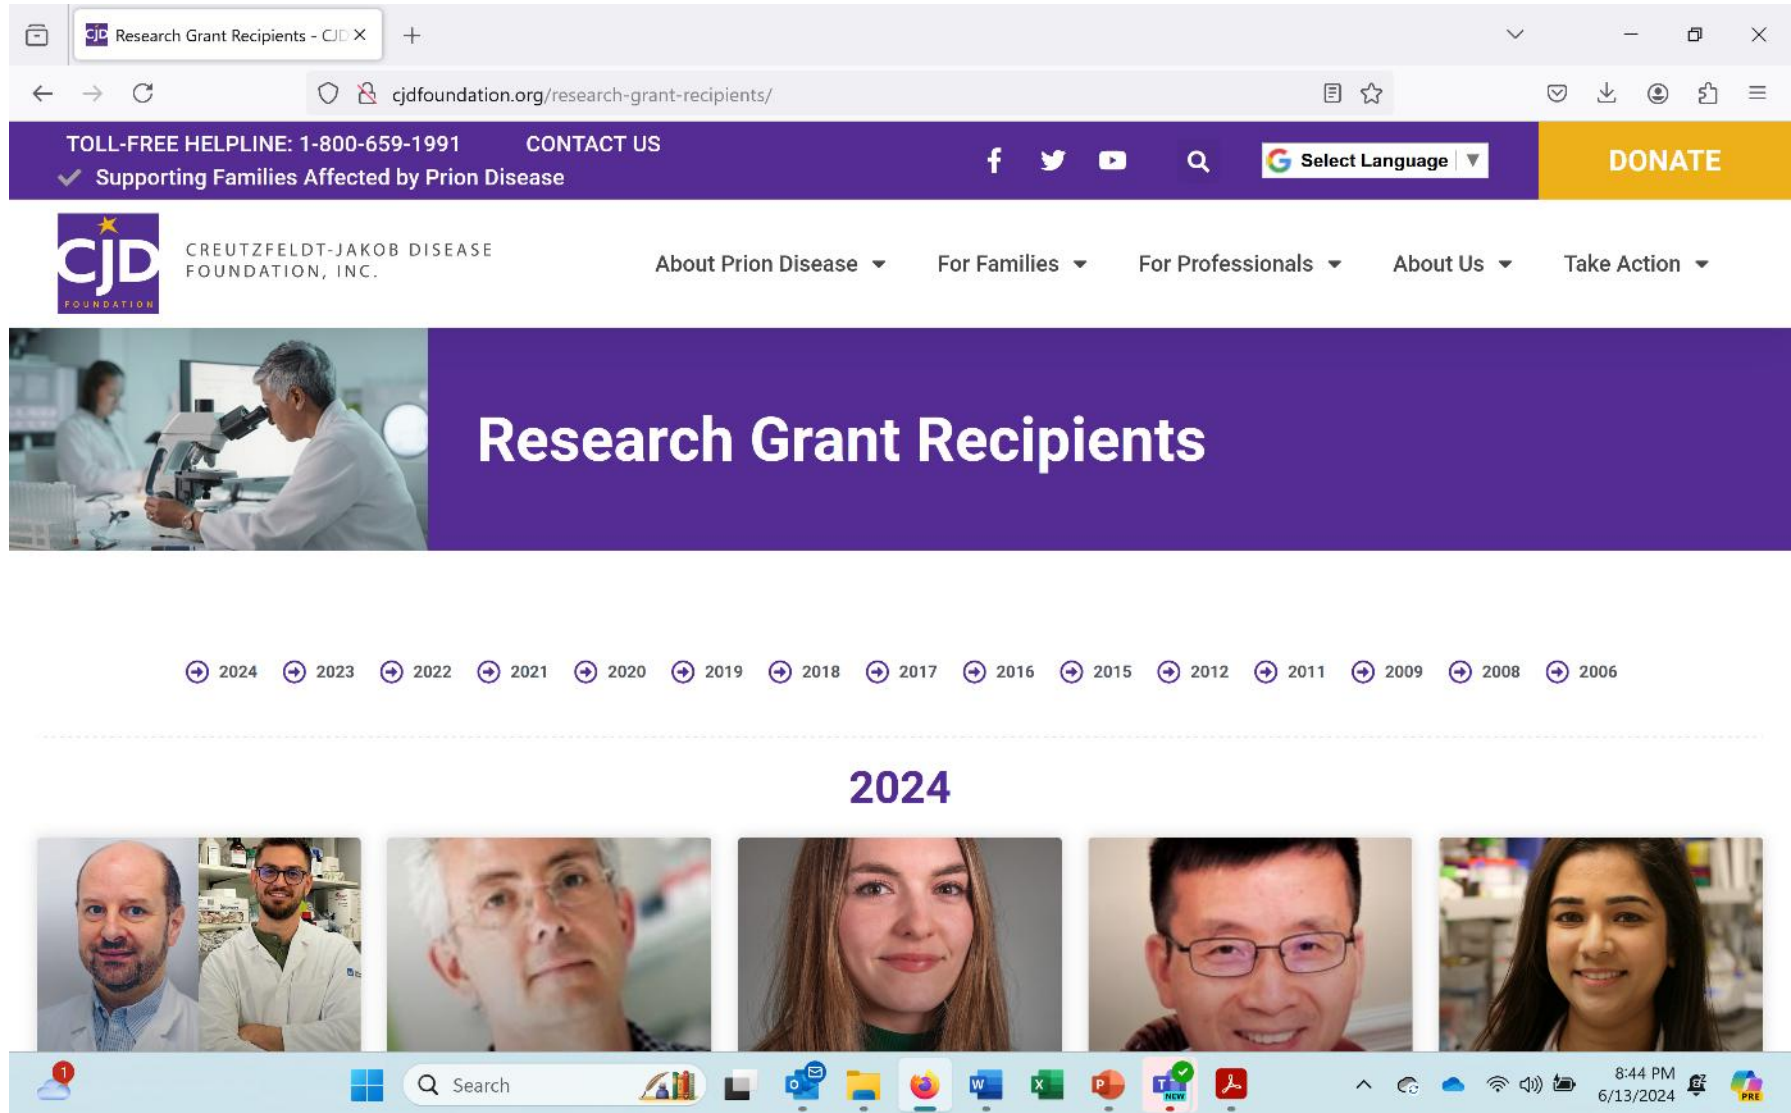 Research Grant Recipients - CJD
cjdfoundation.org/research-grant-recipients/
TOLL-FREE HELPLINE: 1-800-659-1991 CONTACT US
Supporting Families Affected by Prion Disease
Select Language ▼
DONATE
CJD
FOUNDATION
CREUTZFELDT-JAKOB DISEASE
FOUNDATION, INC.
About Prion Disease For Families For Professionals About Us Take Action
Research Grant Recipients
2024 2023 2022 2021 2020 2019 2018 2017 2016 2015 2012 2011 2009 2008 2006
2024
1
Search
NEW
8:44 PM
6/13/2024
PRE